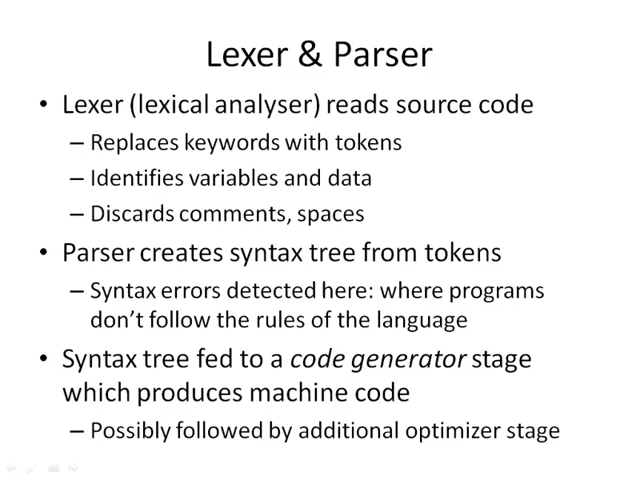 Lexer & Parser
• Lexer (lexical analyser) reads source code
– Replaces keywords with tokens
– Identifies variables and data
– Discards comments, spaces
• Parser creates syntax tree from tokens
– Syntax errors detected here: where programs
don’t follow the rules of the language
• Syntax tree fed to a code generator stage
which produces machine code
– Possibly followed by additional optimizer stage